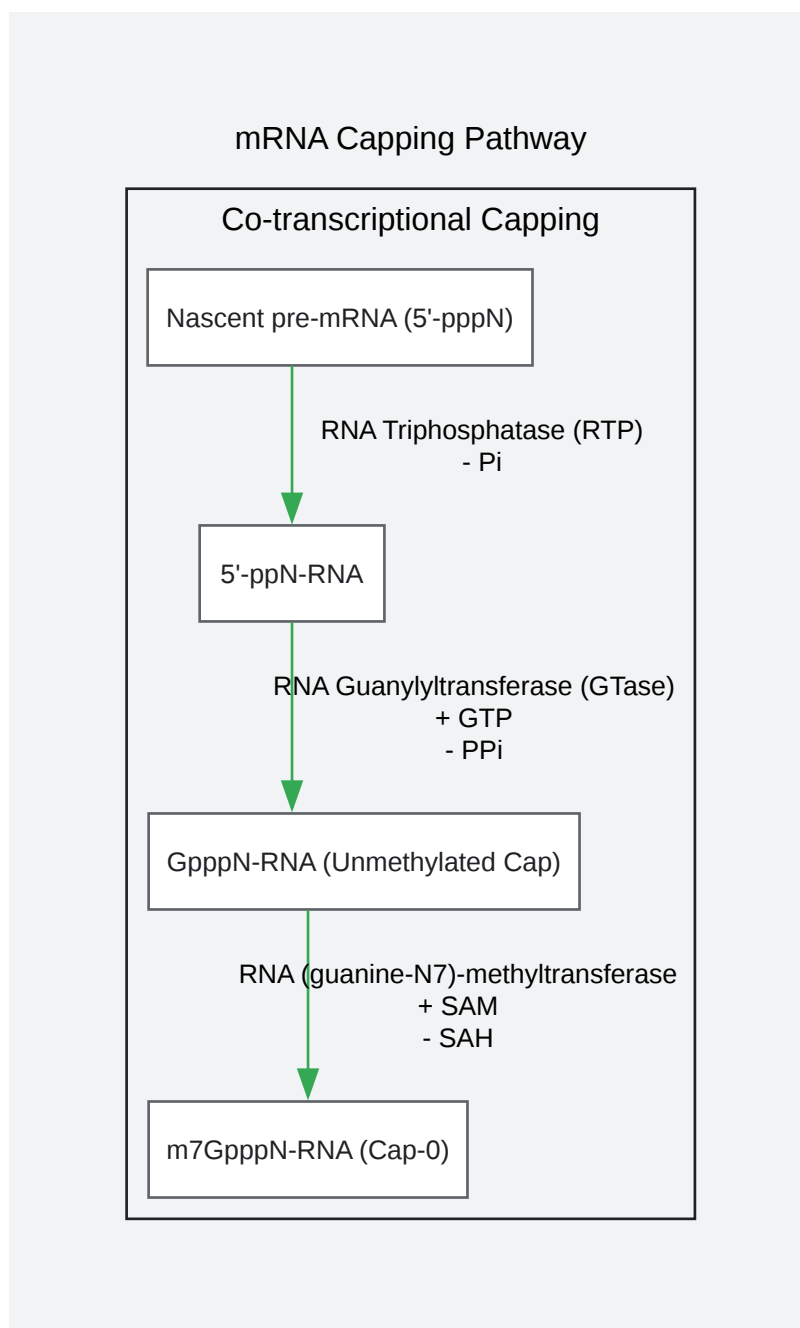 mRNA Capping Pathway
Co-transcriptional Capping
Nascent pre-mRNA (5'-pppN)
RNA Triphosphatase (RTP)
- Pi
5'-ppN-RNA
RNA Guanylyltransferase (GTase)
+ GTP
- PPi
GpppN-RNA (Unmethylated Cap)
RNA (guanine-N7)-methyltransferase
+ SAM
- SAH
m7GpppN-RNA (Cap-0)